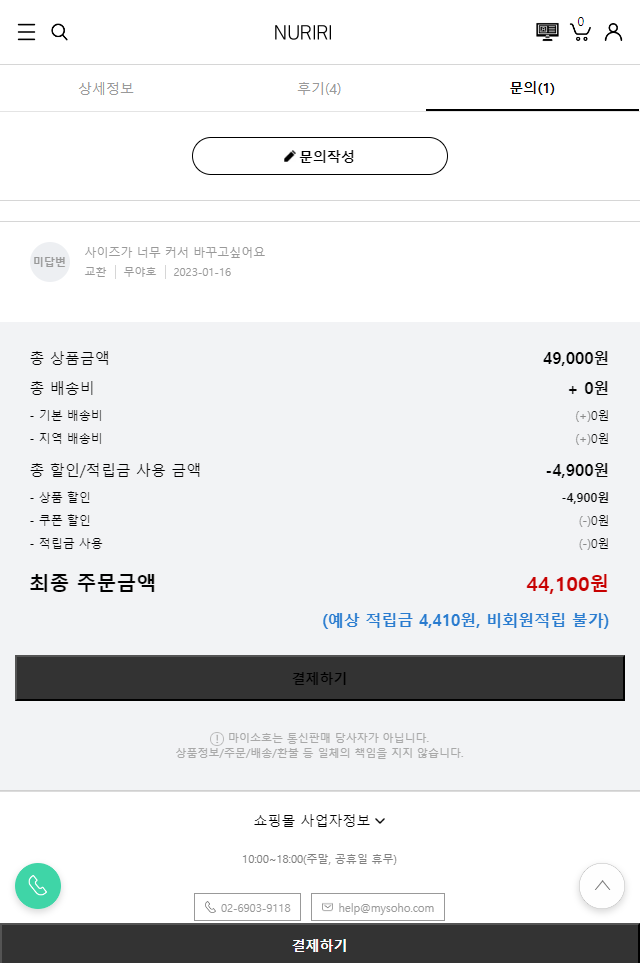 NURIRI
0
상세정보
후기(4)
문의(1)
문의작성
미답변
사이즈가 너무 커서 바꾸고싶어요
교환 무야호 2023-01-16
총 상품금액 49,000원
총 배송비 + 0원
- 기본 배송비 (+)0원
- 지역 배송비 (+)0원
총 할인/적립금 사용 금액 -4,900원
- 상품 할인 -4,900원
- 쿠폰 할인 (-)0원
- 적립금 사용 (-)0원
최종 주문금액 44,100원
(예상 적립금 4,410원, 비회원적립 불가)
결제하기
마이소호는 통신판매 당사자가 아닙니다.
상품정보/주문/배송/환불 등 일체의 책임을 지지 않습니다.
쇼핑몰 사업자정보
10:00~18:00(주말, 공휴일 휴무)
02-6903-9118
help@mysoho.com
결제하기